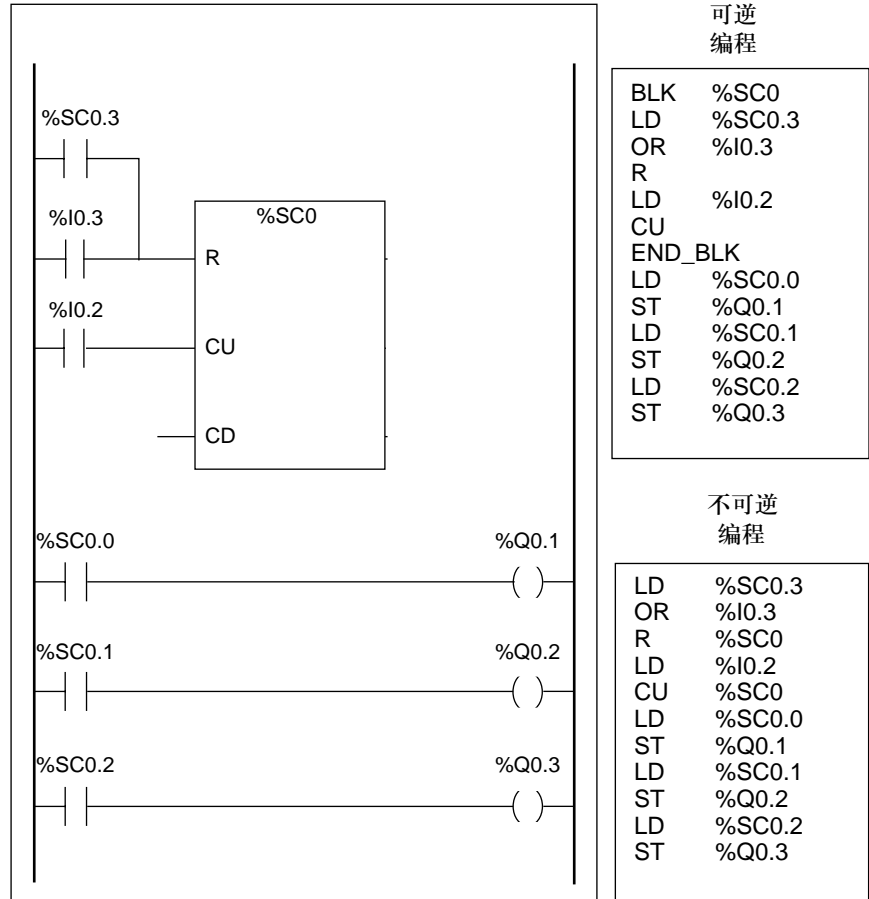 %SC0.3
%I0.3
%SC0
R
%I0.2
CU
CD
%SC0.0 %Q0.1
%SC0.1 %Q0.2
%SC0.2 %Q0.3
可逆
编程
BLK %SC0
LD %SC0.3
OR %I0.3
R
LD %I0.2
CU
END_BLK
LD %SC0.0
ST %Q0.1
LD %SC0.1
ST %Q0.2
LD %SC0.2
ST %Q0.3
不可逆
编程
LD %SC0.3
OR %I0.3
R %SC0
LD %I0.2
CU %SC0
LD %SC0.0
ST %Q0.1
LD %SC0.1
ST %Q0.2
LD %SC0.2
ST %Q0.3